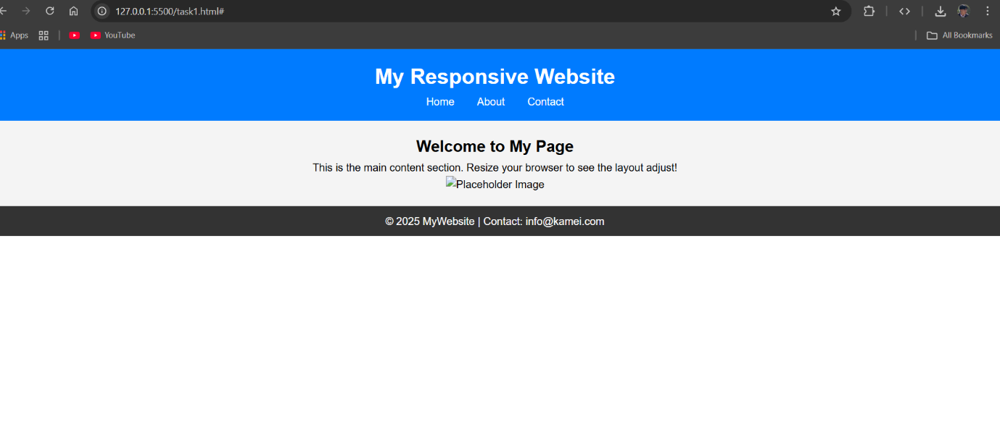 127.0.0.1:5500/task1.html#
Apps YouTube All Bookmarks
My Responsive Website
Home About Contact
Welcome to My Page
This is the main content section. Resize your browser to see the layout adjust!
Placeholder Image
© 2025 MyWebsite | Contact: info@kamei.com